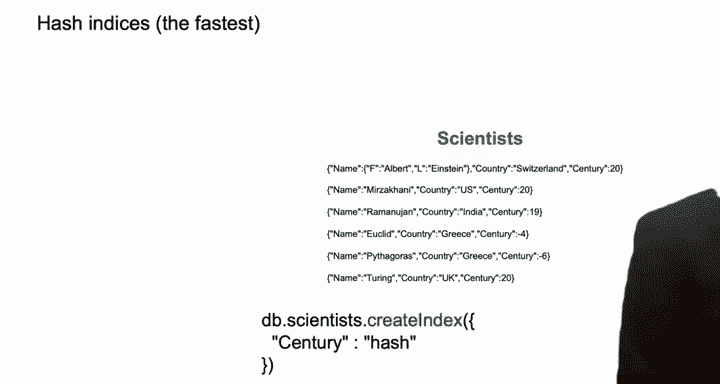 Hash indices (the fastest)
Scientists
{"Name":{"F":"Albert","L":"Einstein"},"Country":"Switzerland","Century":20}
{"Name":"Mirzakhani","Country":"US","Century":20}
{"Name":"Ramanujan","Country":"India","Century":19}
{"Name":"Euclid","Country":"Greece","Century":-4}
{"Name":"Pythagoras","Country":"Greece","Century":-6}
{"Name":"Turing","Country":"UK","Century":20}
db.scientists.createIndex({
"Century" : "hash"
})